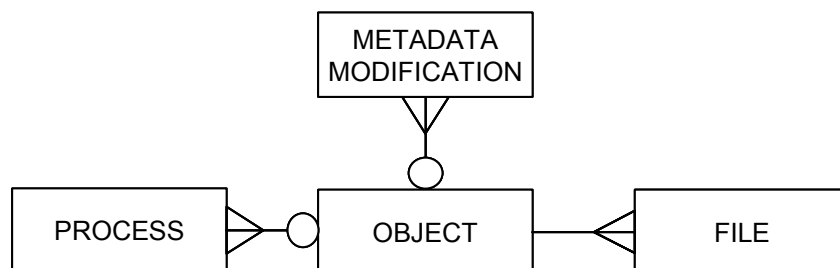 METADATA
MODIFICATION
PROCESS
OBJECT
FILE